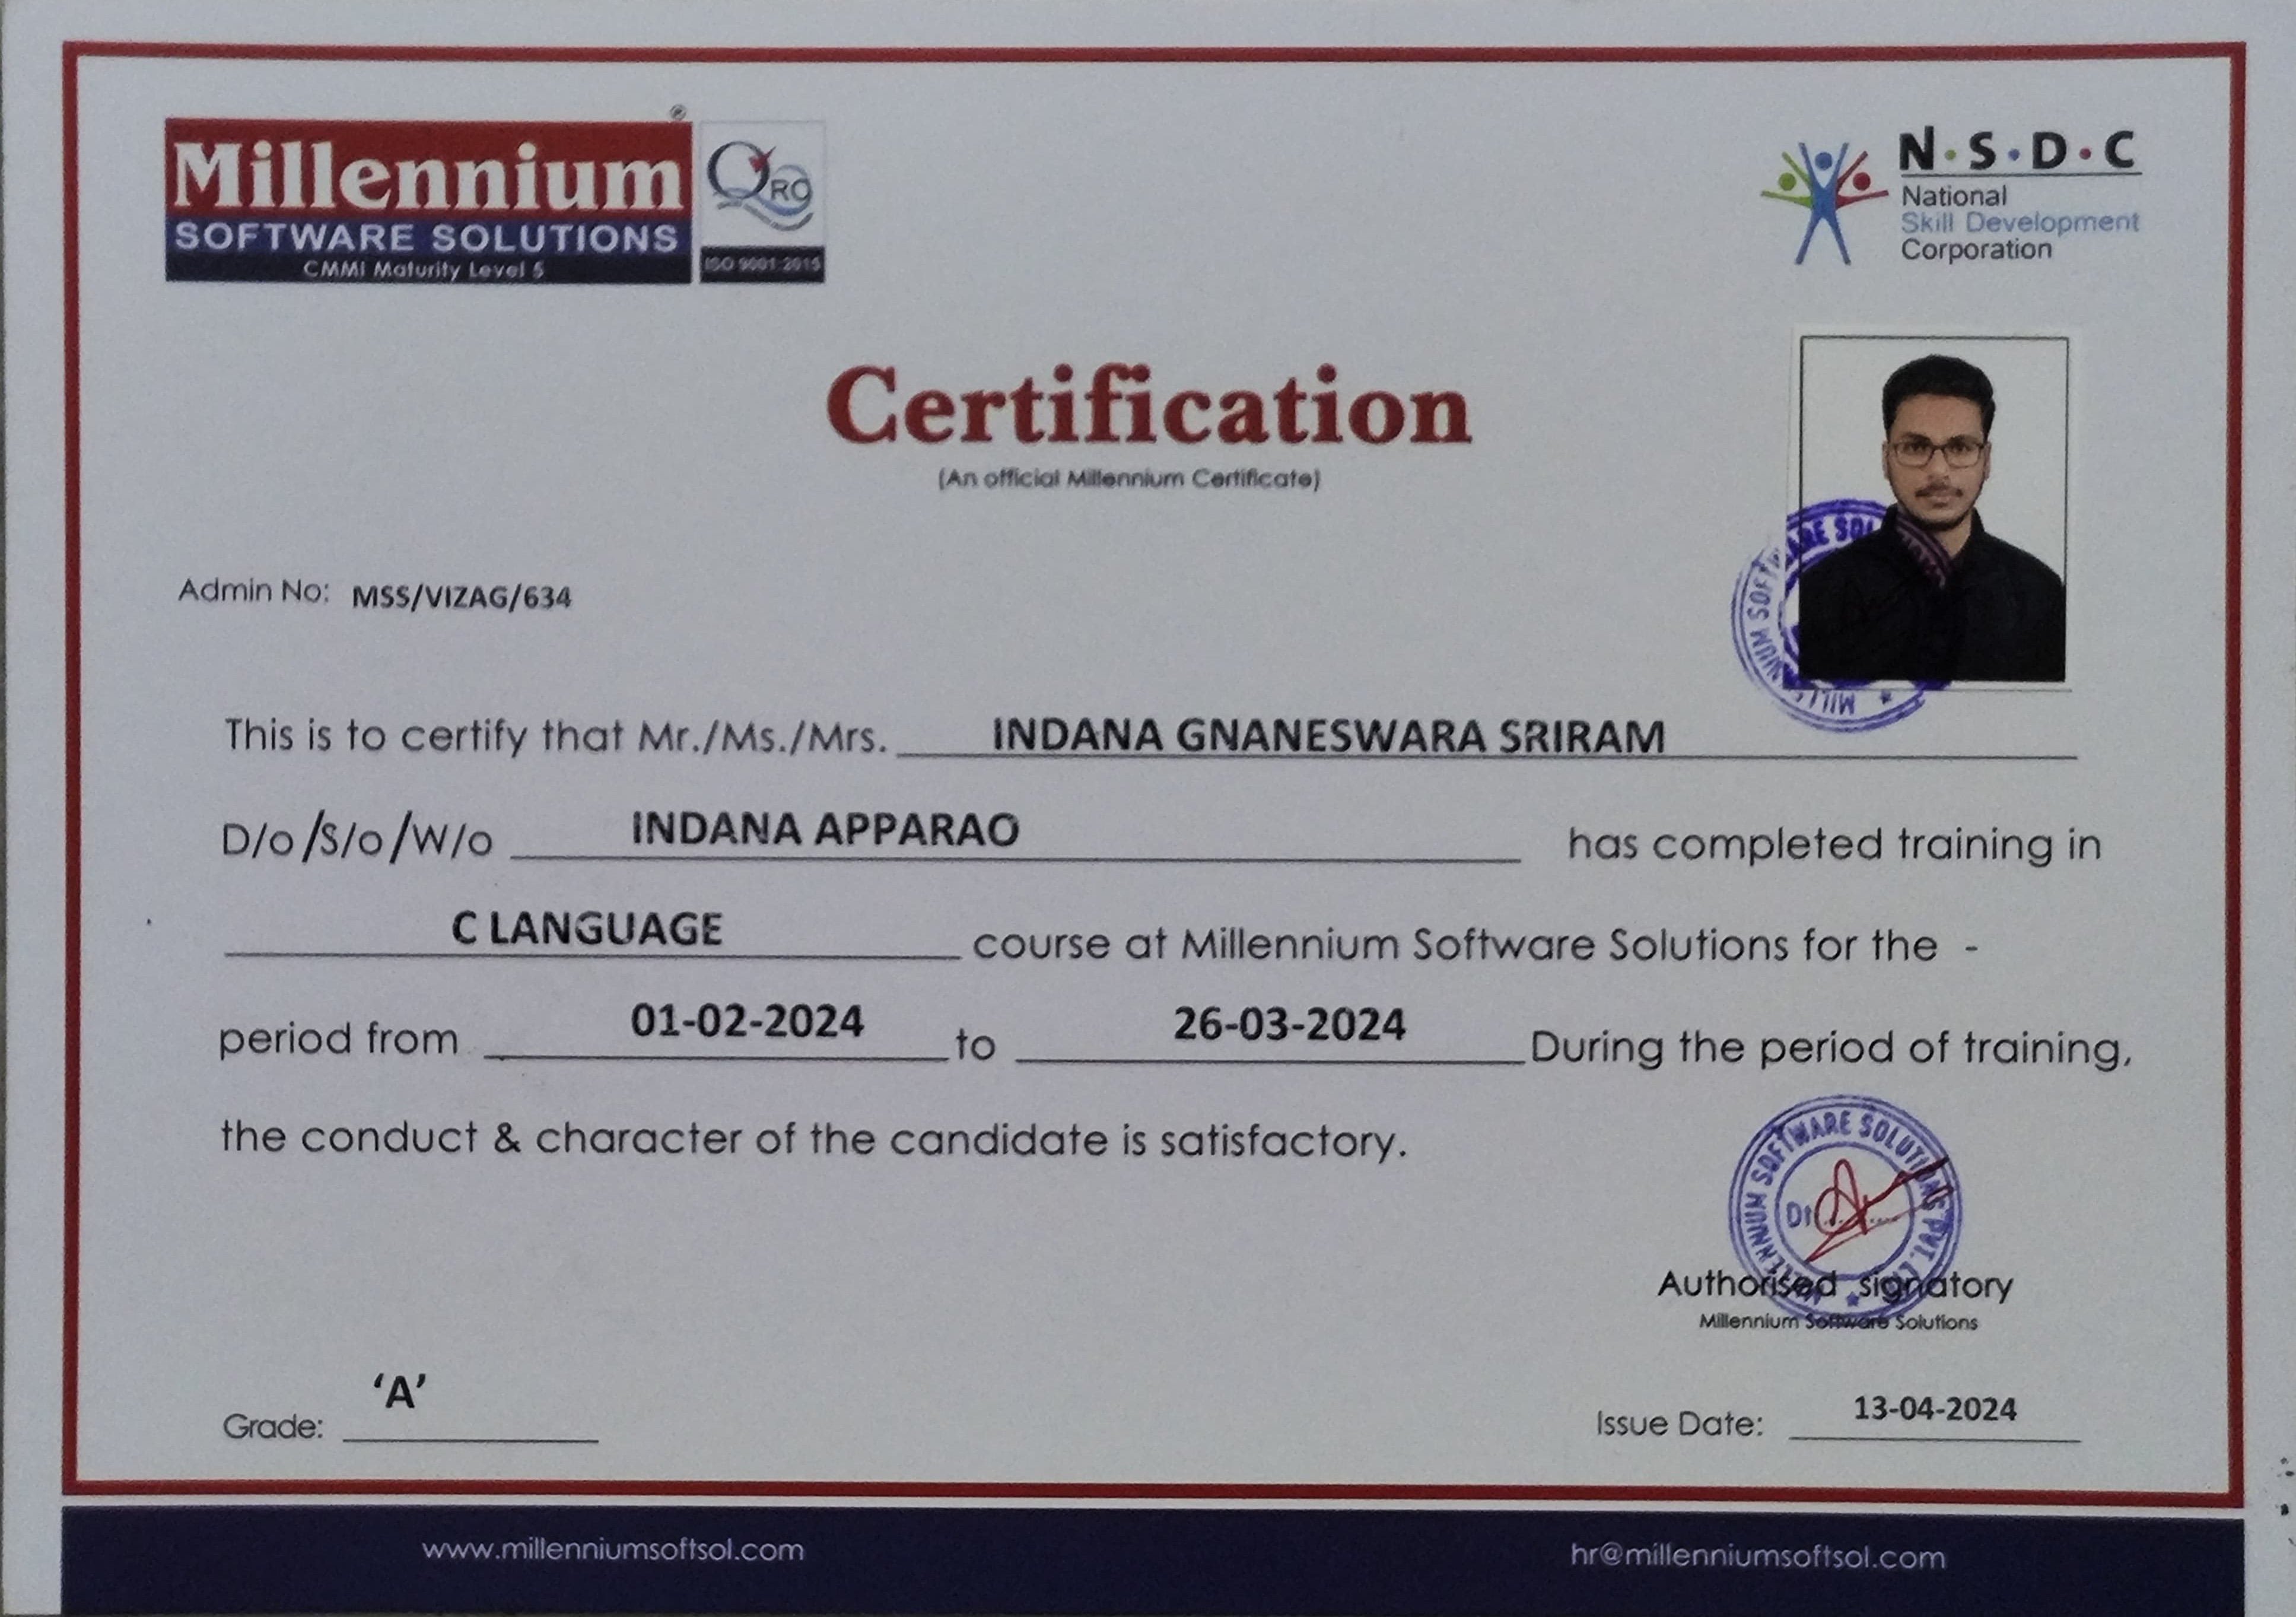 Millennium®
SOFTWARE SOLUTIONS
CMMI Maturity Level 5
QRO
ISO 9001:2015
N·S·D·C
National
Skill Development
Corporation
Certification
(An official Millennium Certificate)
Admin No: MSS/VIZAG/634
MILLENNIUM SOFTWARE
This is to certify that Mr./Ms./Mrs. INDANA GNANESWARA SRIRAM
D/o/S/o/W/o INDANA APPARAO has completed training in
C LANGUAGE course at Millennium Software Solutions for the -
period from 01-02-2024 to 26-03-2024 During the period of training,
the conduct & character of the candidate is satisfactory.
MILLENNIUM SOFTWARE SOLUTIONS PVT.
Dt
Authorised signatory
Millennium Software Solutions
Grade: ‘A’
Issue Date: 13-04-2024
www.millenniumsoftsol.com
hr@millenniumsoftsol.com